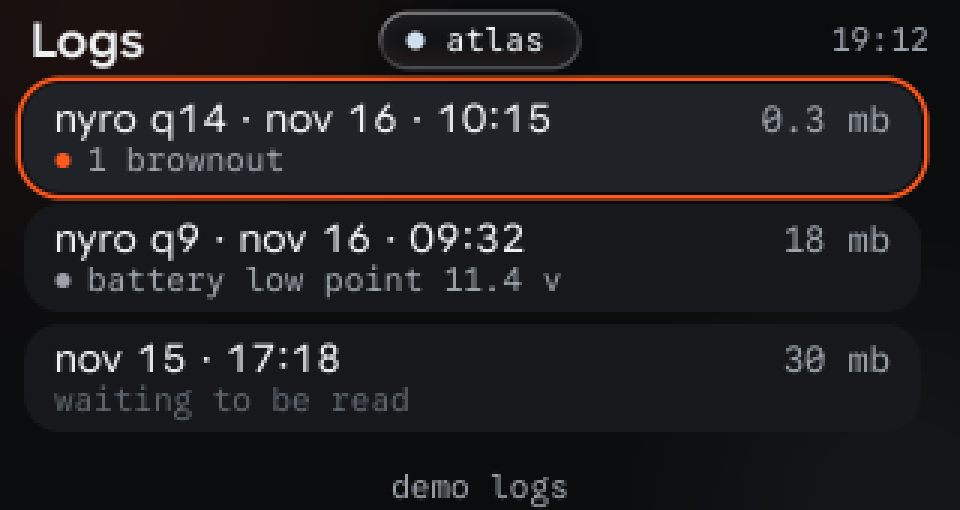 Logs
atlas
19:12
nyro q14 · nov 16 · 10:15
0.3 mb
1 brownout
nyro q9 · nov 16 · 09:32
18 mb
battery low point 11.4 v
nov 15 · 17:18
30 mb
waiting to be read
demo logs